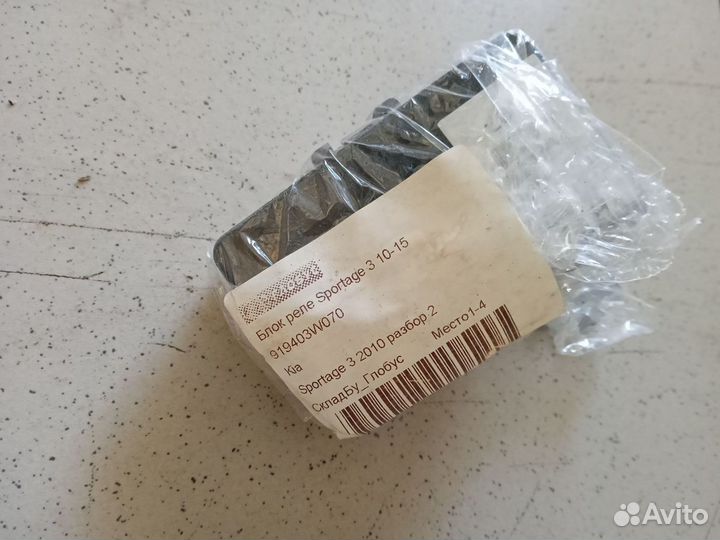 Блок реле Sportage 3 10-15
919403W070
Kia
Sportage 3 2010 разбор 2
СкладБу_Глобус Место1-4
Avito